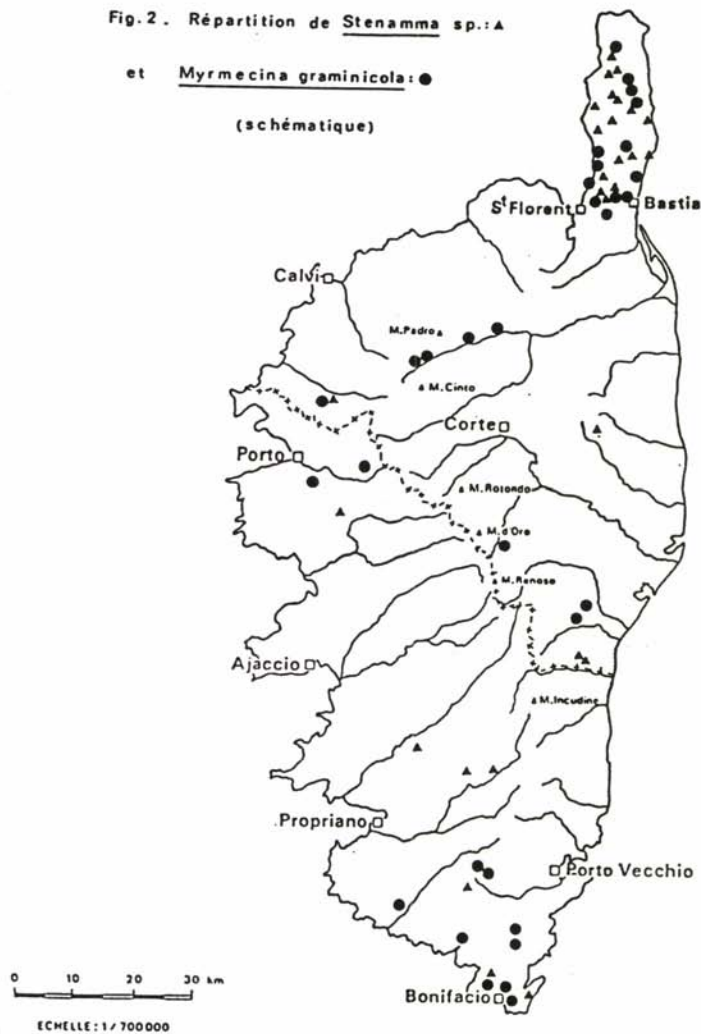 Fig.2. Répartition de Stenamma sp.: ▲
et Myrmecina graminicola: ●
(schématique)
St Florent
Bastia
Calvi
M.Padro
M.Cinto
Corte
Porto
M.Rotondo
M.d'Oro
M.Renoso
Ajaccio
M.Incudine
Propriano
Porto Vecchio
Bonifacio
0 10 20 30 km
ECHELLE: 1/700000